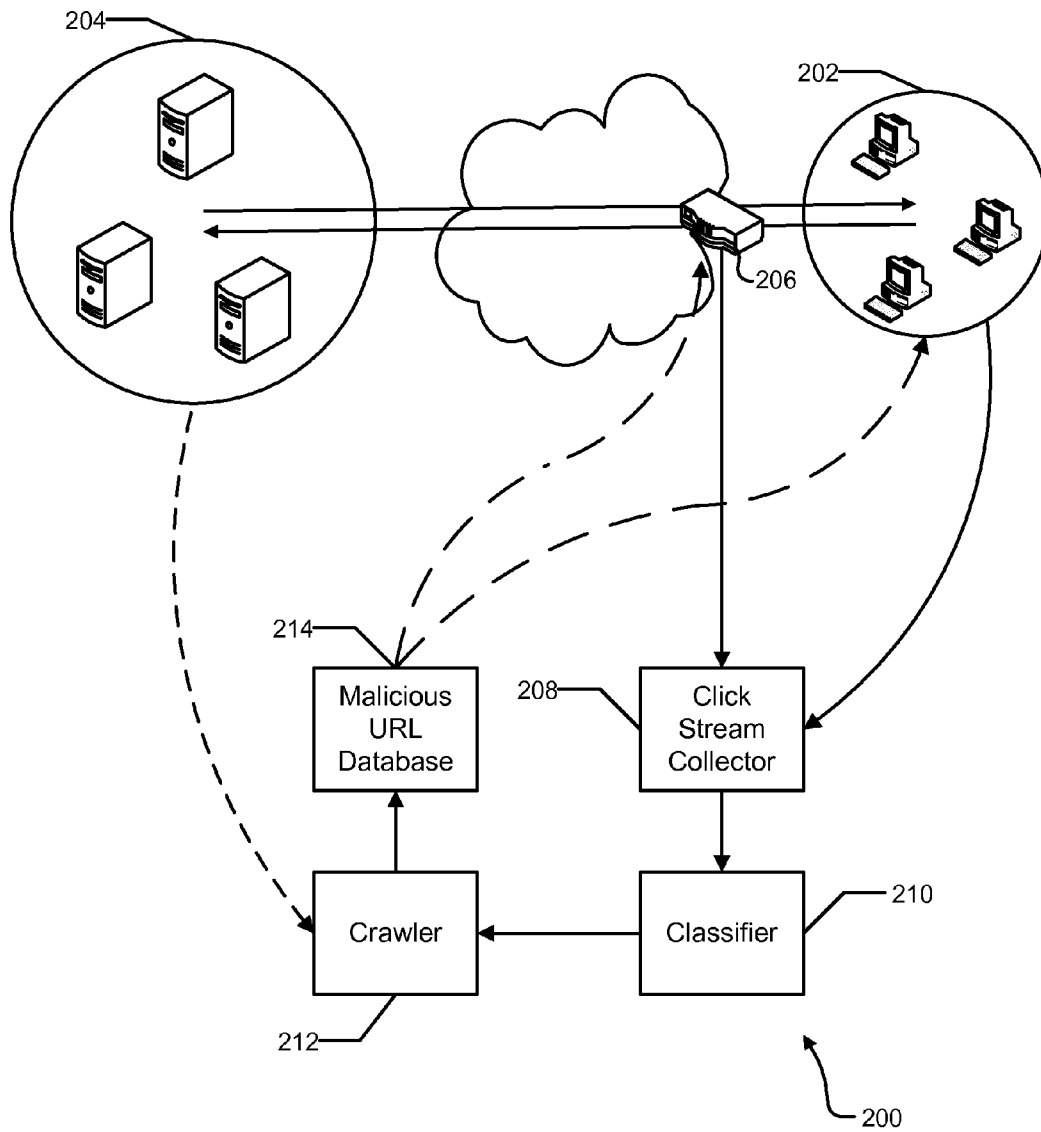 204
202
206
214
Malicious
URL
Database
208
Click
Stream
Collector
Crawler
212
Classifier
210
200